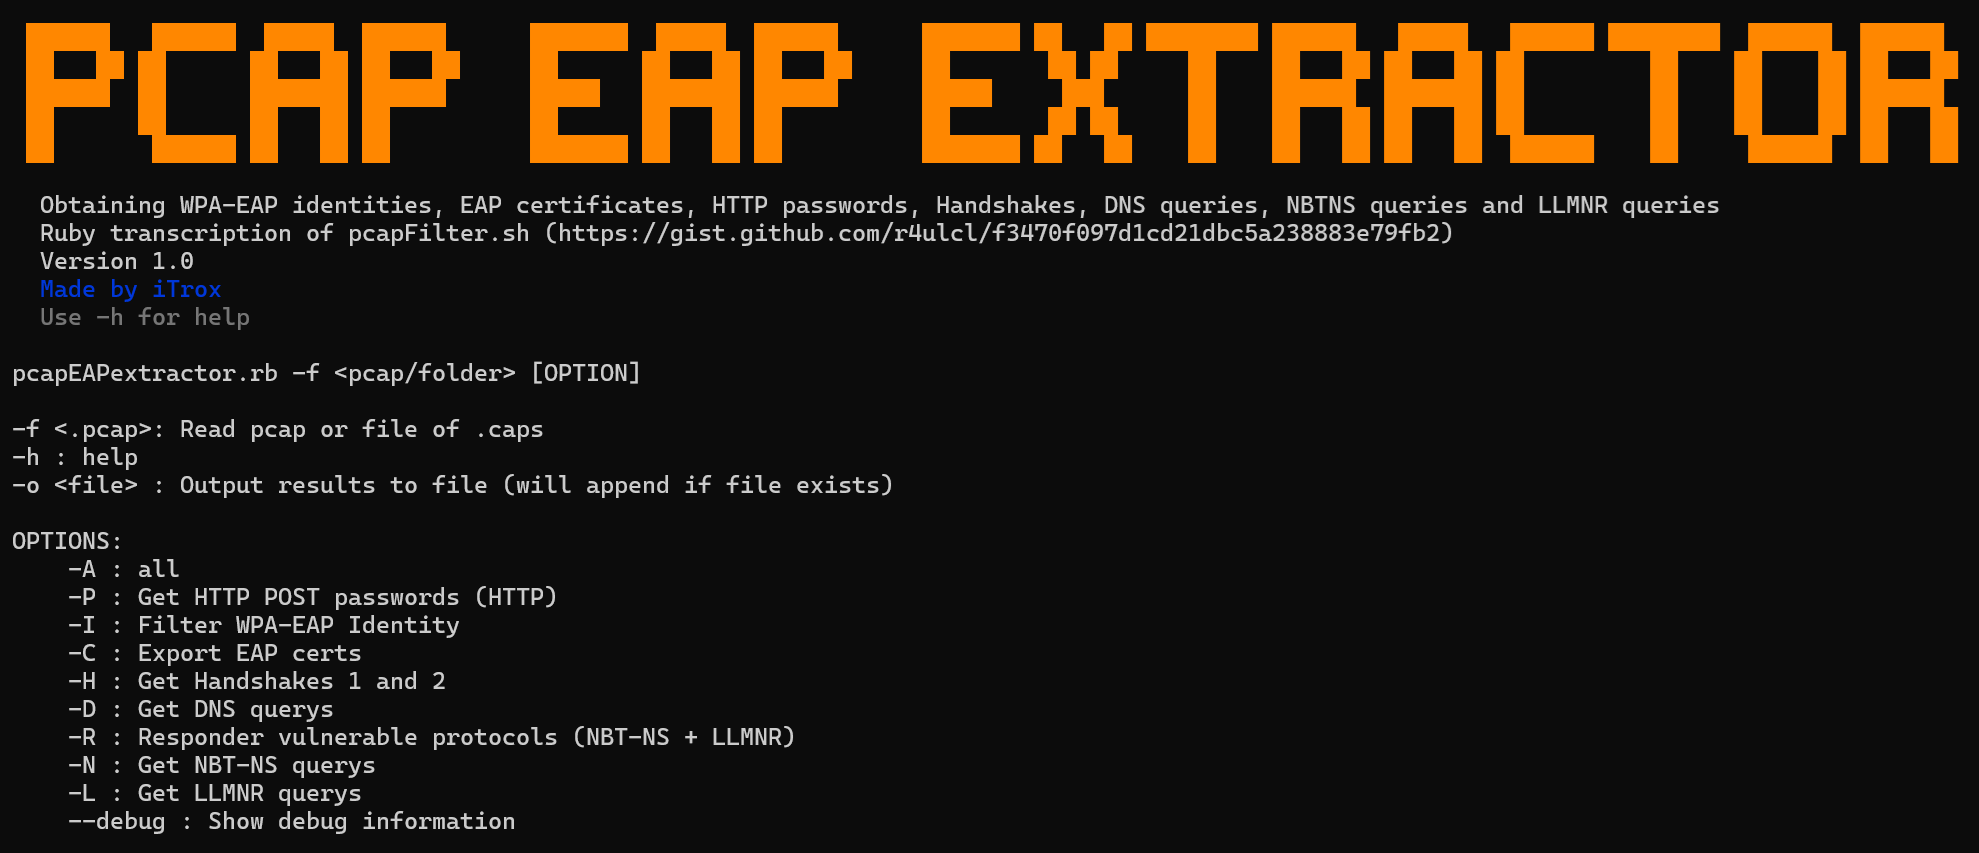 PCAP EAP EXTRACTOR
Obtaining WPA-EAP identities, EAP certificates, HTTP passwords, Handshakes, DNS queries, NBTNS queries and LLMNR queries
Ruby transcription of pcapFilter.sh (https://gist.github.com/r4ulcl/f3470f097d1cd21dbc5a238883e79fb2)
Version 1.0
Made by iTrox
Use -h for help
pcapEAPextractor.rb -f <pcap/folder> [OPTION]
-f <.pcap>: Read pcap or file of .caps
-h : help
-o <file> : Output results to file (will append if file exists)
OPTIONS:
-A : all
-P : Get HTTP POST passwords (HTTP)
-I : Filter WPA-EAP Identity
-C : Export EAP certs
-H : Get Handshakes 1 and 2
-D : Get DNS querys
-R : Responder vulnerable protocols (NBT-NS + LLMNR)
-N : Get NBT-NS querys
-L : Get LLMNR querys
--debug : Show debug information